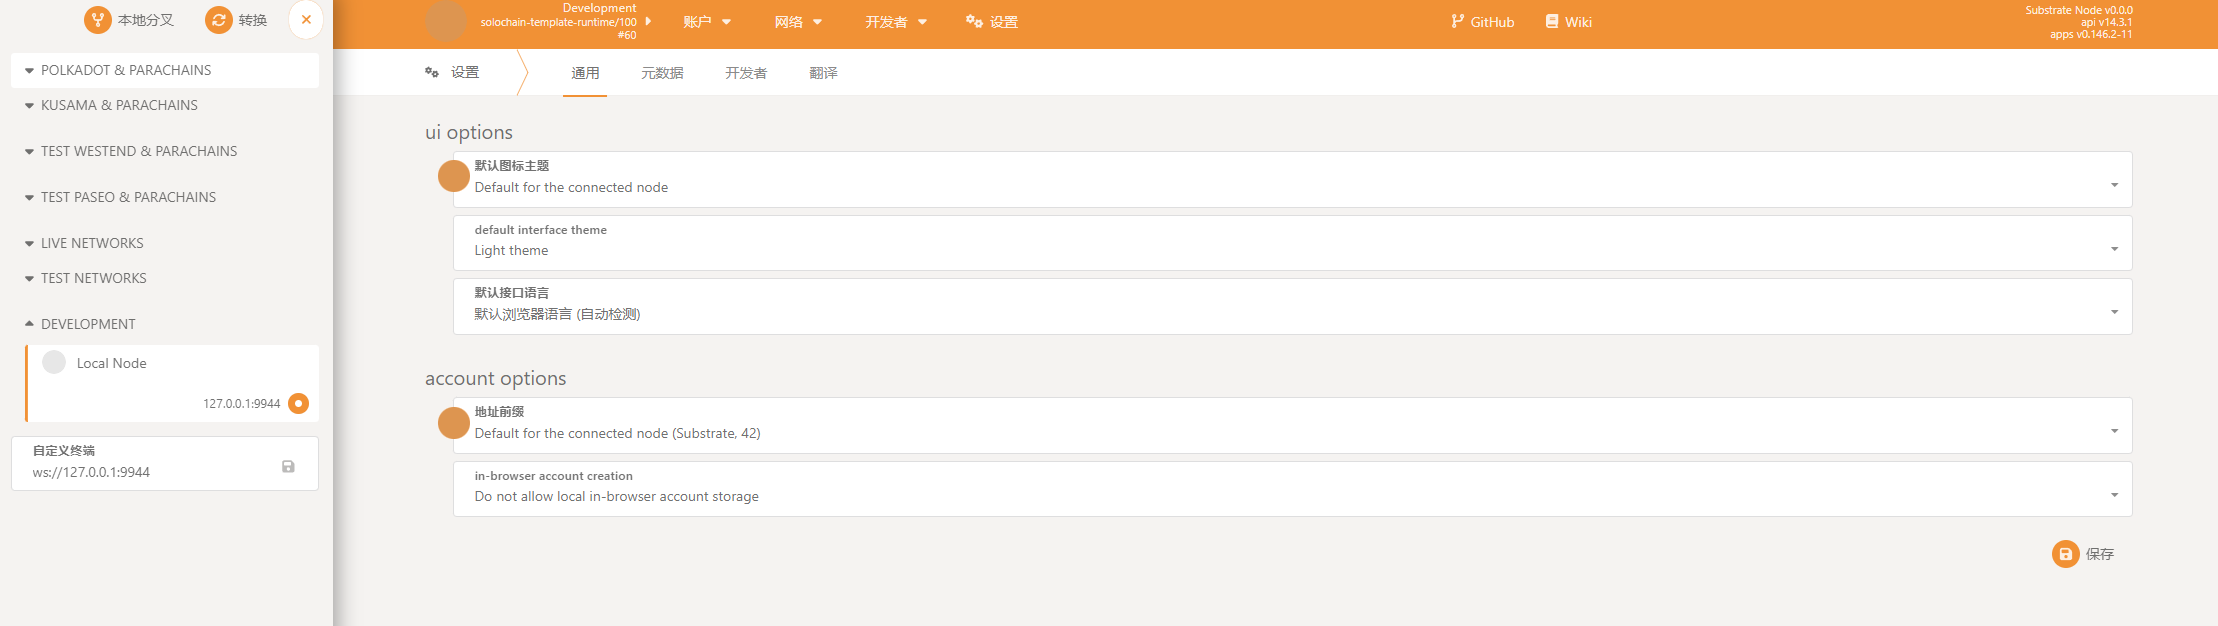 本地分叉
转换
POLKADOT & PARACHAINS
KUSAMA & PARACHAINS
TEST WESTEND & PARACHAINS
TEST PASEO & PARACHAINS
LIVE NETWORKS
TEST NETWORKS
DEVELOPMENT
Local Node
127.0.0.1:9944
自定义终端
ws://127.0.0.1:9944
Development
solochain-template-runtime/100
#60
账户
网络
开发者
设置
GitHub
Wiki
Substrate Node v0.0.0
api v14.3.1
apps v0.146.2-11
设置
通用
元数据
开发者
翻译
ui options
默认图标主题
Default for the connected node
default interface theme
Light theme
默认接口语言
默认浏览器语言 (自动检测)
account options
地址前缀
Default for the connected node (Substrate, 42)
in-browser account creation
Do not allow local in-browser account storage
保存